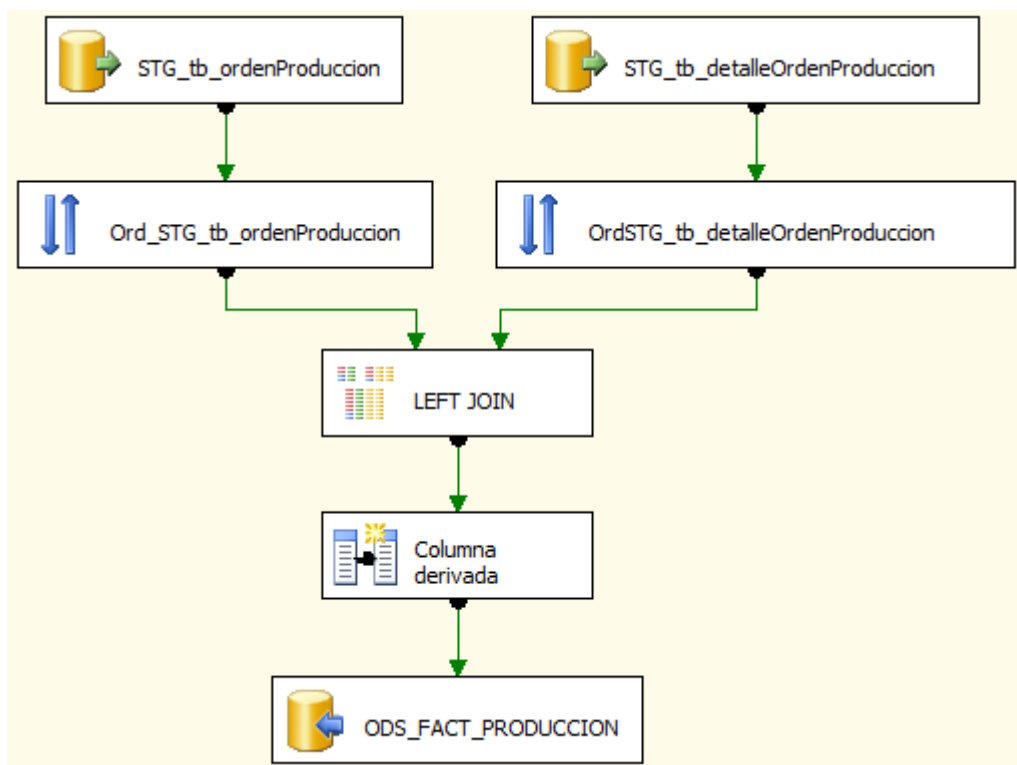 STG_tb_ordenProduccion
STG_tb_detalleOrdenProduccion
Ord_STG_tb_ordenProduccion
OrdSTG_tb_detalleOrdenProduccion
LEFT JOIN
Columna
derivada
ODS_FACT_PRODUCCION